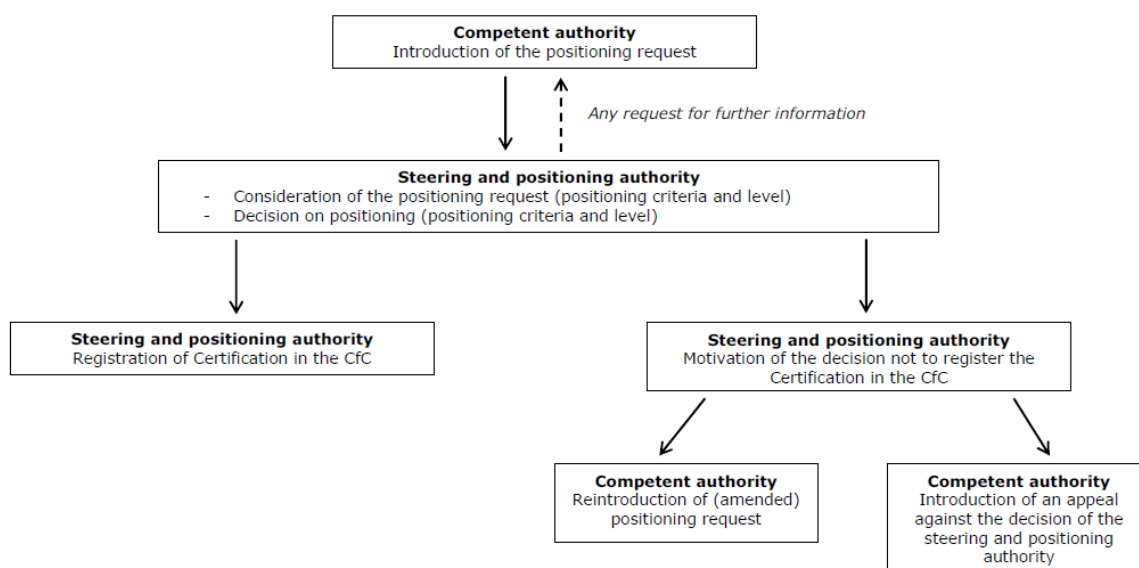 Competent authority
Introduction of the positioning request
Any request for further information
Steering and positioning authority
- Consideration of the positioning request (positioning criteria and level)
- Decision on positioning (positioning criteria and level)
Steering and positioning authority
Registration of Certification in the CfC
Steering and positioning authority
Motivation of the decision not to register the
Certification in the CfC
Competent authority
Reintroduction of (amended)
positioning request
Competent authority
Introduction of an appeal
against the decision of the
steering and positioning
authority